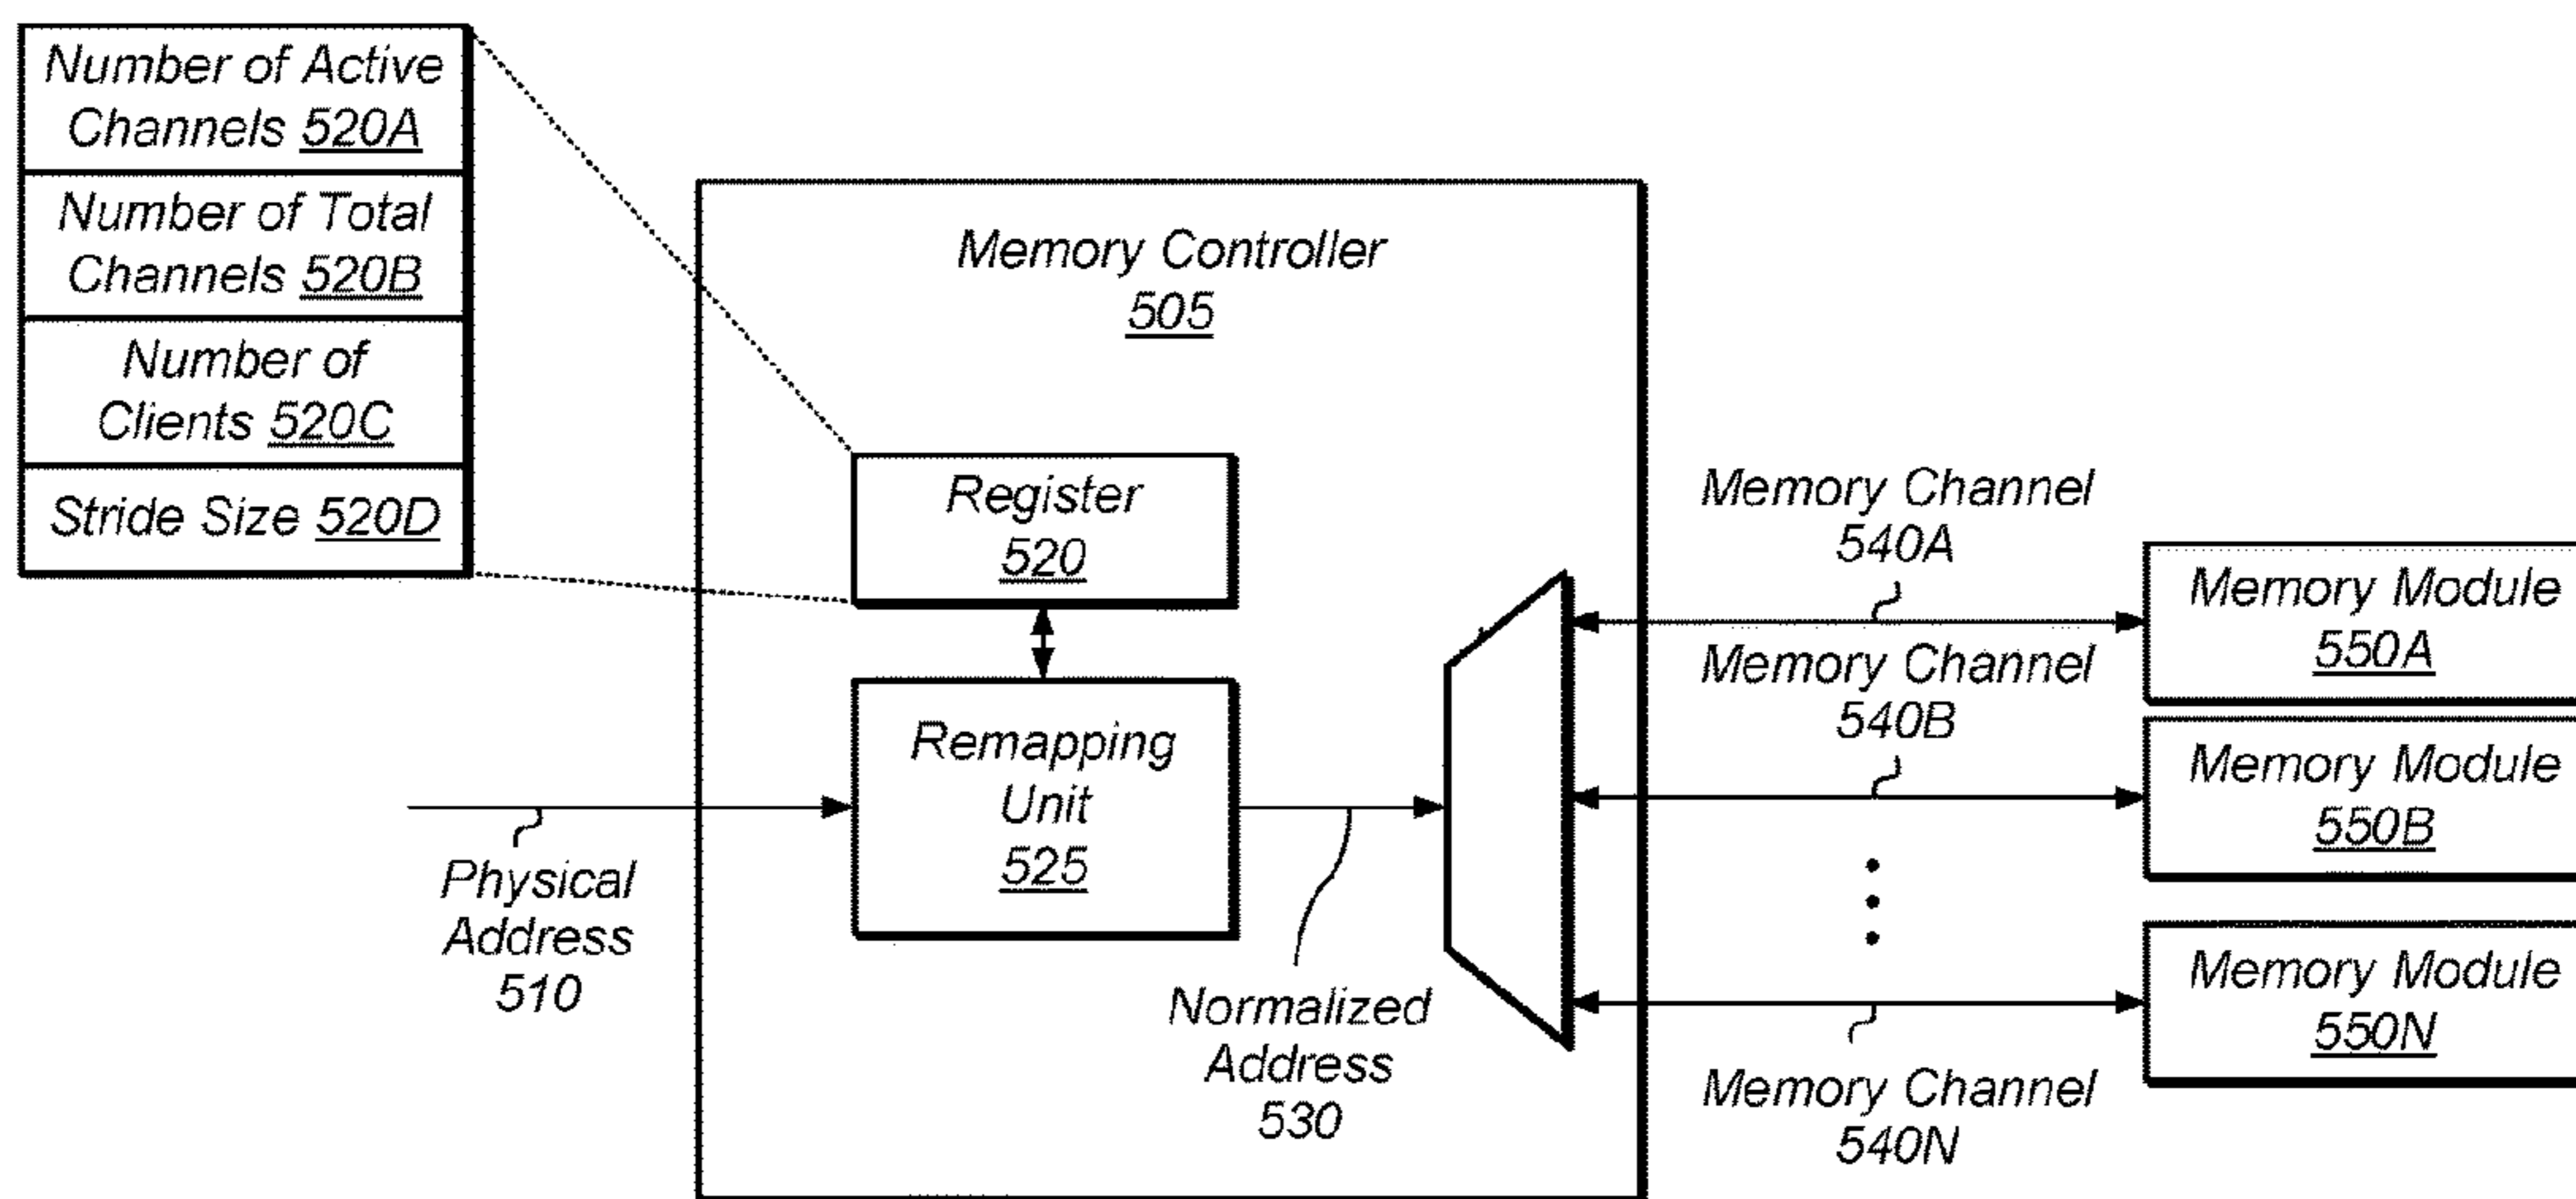 Number of Active
Channels 520A
Number of Total
Channels 520B
Number of
Clients 520C
Stride Size 520D
Memory Controller
505
Register
520
Remapping
Unit
525
Physical
Address
510
Normalized
Address
530
Memory Channel
540A
Memory Channel
540B
Memory Channel
540N
Memory Module
550A
Memory Module
550B
Memory Module
550N